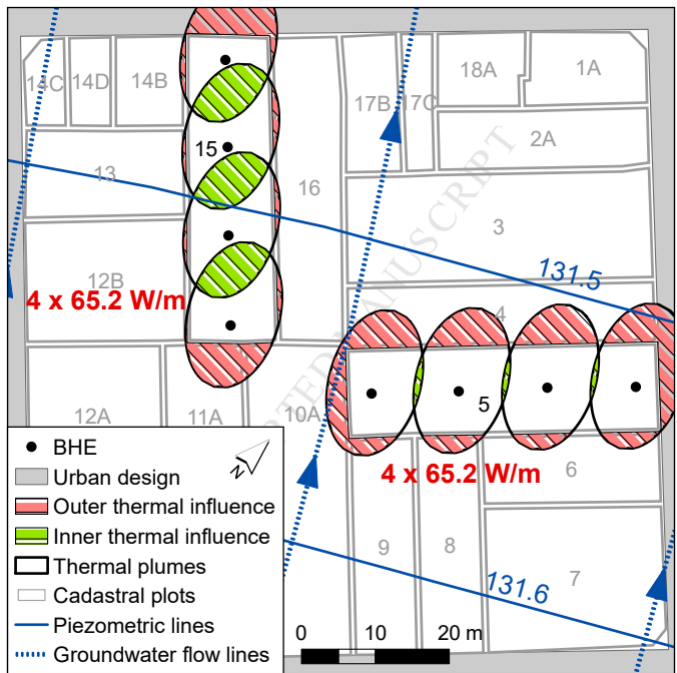 14C
14D
14B
15
17B
17C
18A
1A
2A
13
16
3
131.5
12B
4 x 65.2 W/m
4
5
12A
11A
10A
4 x 65.2 W/m
6
9
8
7
131.6
BHE
N
Urban design
Outer thermal influence
Inner thermal influence
Thermal plumes
Cadastral plots
Piezometric lines
Groundwater flow lines
0 10 20 m
MANUSCRIPT